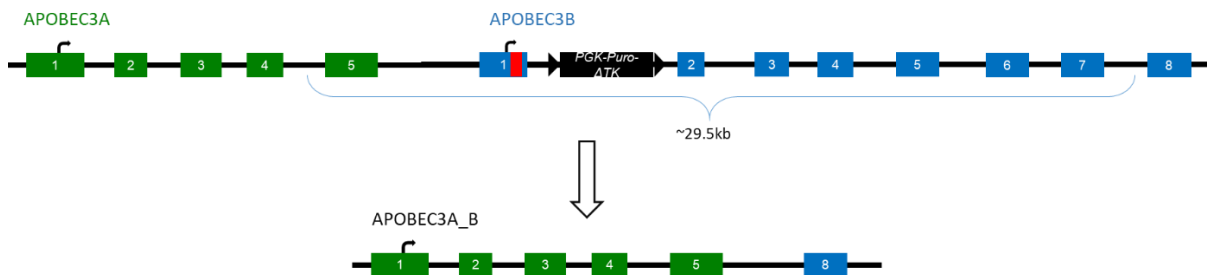 APOBEC3A APOBEC3B
1 2 3 4 5 1 PGK-Puro- 2 3 4 5 6 7 8
ATK
~29.5kb
APOBEC3A_B
1 2 3 4 5 8